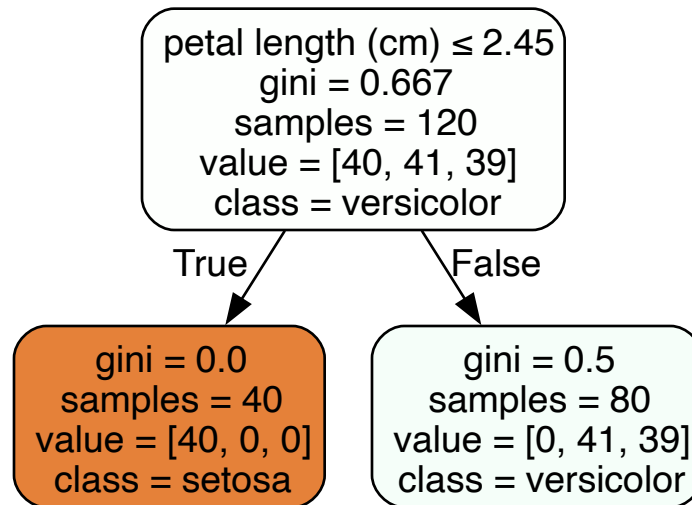 petal length (cm) ≤ 2.45
gini = 0.667
samples = 120
value = [40, 41, 39]
class = versicolor
True
False
gini = 0.0
samples = 40
value = [40, 0, 0]
class = setosa
gini = 0.5
samples = 80
value = [0, 41, 39]
class = versicolor